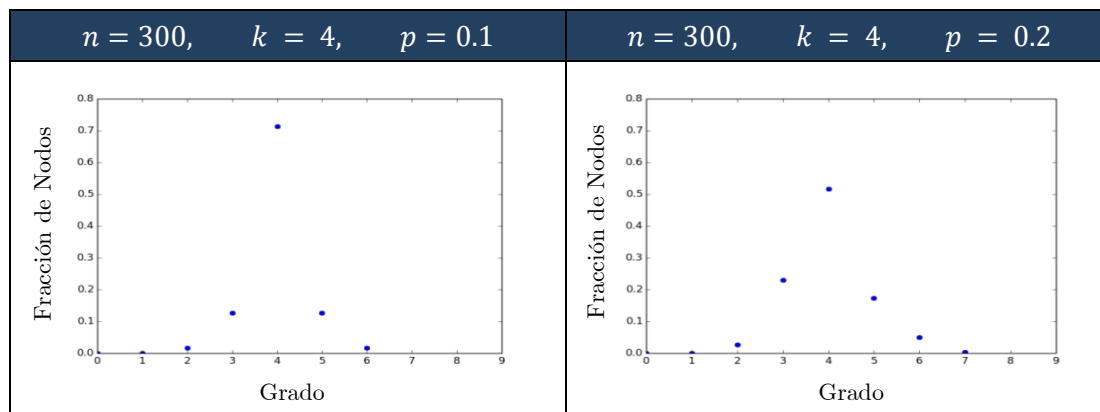 n = 300, k = 4, p = 0.1
n = 300, k = 4, p = 0.2
Fracción de Nodos
0.8
0.7
0.6
0.5
0.4
0.3
0.2
0.1
0.0
0 1 2 3 4 5 6 7 8 9
Grado
Fracción de Nodos
0.8
0.7
0.6
0.5
0.4
0.3
0.2
0.1
0.0
0 1 2 3 4 5 6 7 8 9
Grado